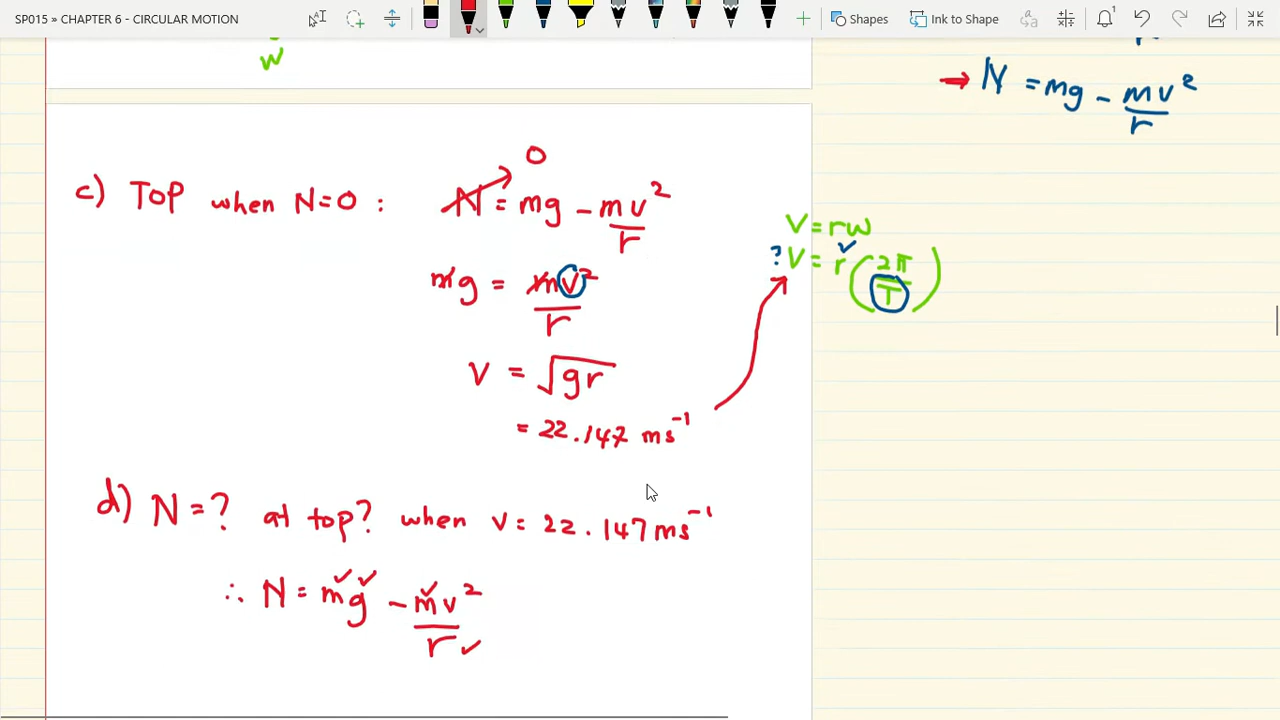 SP015 » CHAPTER 6 - CIRCULAR MOTION
Shapes
Ink to Shape
w
→ N = mg - mv²/r
c) TOP when N=0 : N = mg - mv²/r
0
mg = mv²/r
v = √gr
= 22.147 ms⁻¹
V = rw
? V = r (2π/T)
d) N = ? at top? when v = 22.147 ms⁻¹
∴ N = mg - mv²/r